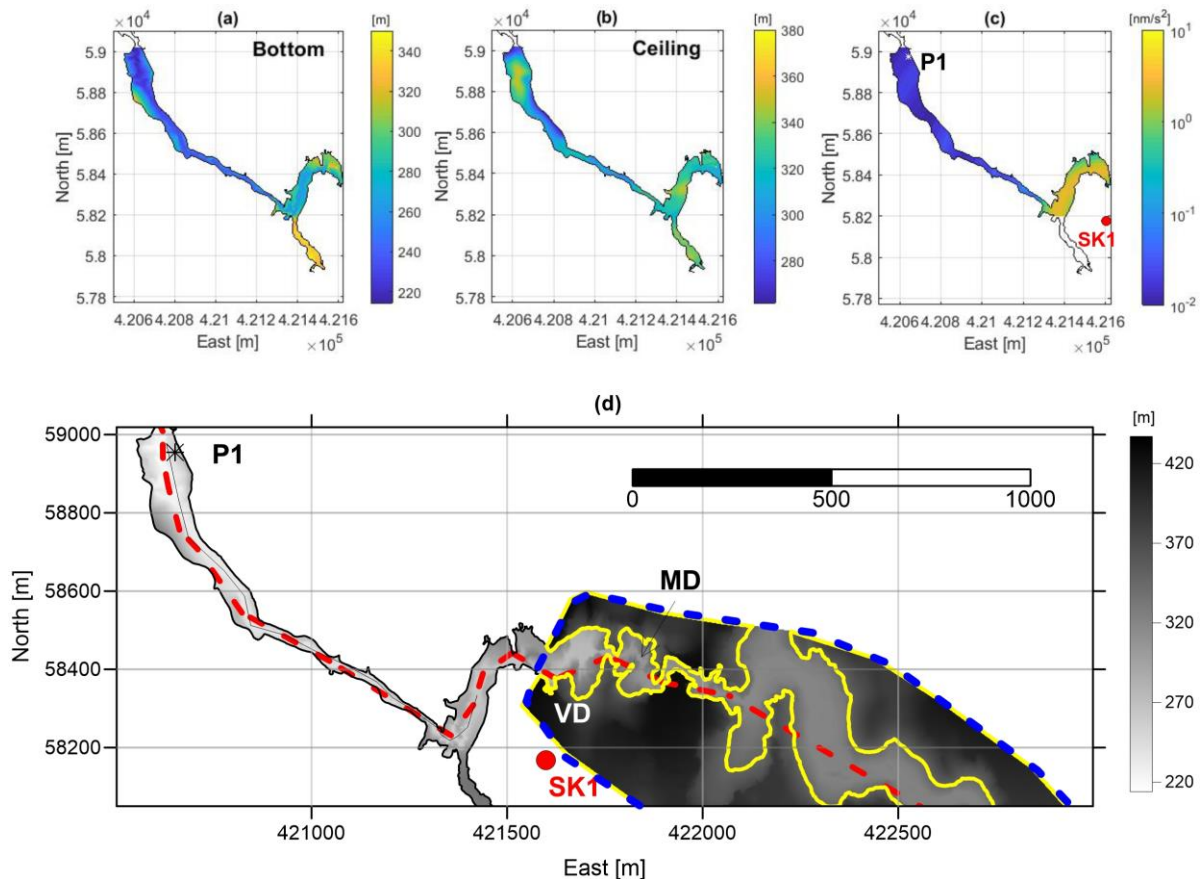 (a)
× 10⁴
[m]
5.9
Bottom
340
5.88
320
5.86
300
5.84
280
5.82
260
5.8
240
5.78
220
North [m]
4.206 4.208 4.21 4.212 4.214 4.216
East [m]
× 10⁵
(b)
× 10⁴
[m]
5.9
Ceiling
380
5.88
360
5.86
340
5.84
320
5.82
300
5.8
280
5.78
North [m]
4.206 4.208 4.21 4.212 4.214 4.216
East [m]
× 10⁵
(c)
× 10⁴
[nm/s²]
5.9
P1
10¹
5.88
5.86
10⁰
5.84
5.82
SK1
10⁻¹
5.8
5.78
10⁻²
North [m]
4.206 4.208 4.21 4.212 4.214 4.216
East [m]
× 10⁵
(d)
[m]
59000
P1
420
0 500 1000
58800
370
58600
MD
North [m]
320
58400
VD
270
58200
SK1
220
421000 421500 422000 422500
East [m]